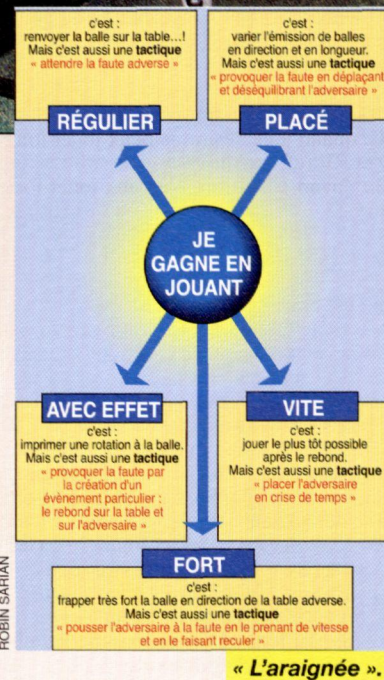 c'est :
renvoyer la balle sur la table...!
Mais c'est aussi une tactique
« attendre la faute adverse »
RÉGULIER
c'est :
varier l'émission de balles
en direction et en longueur.
Mais c'est aussi une tactique
« provoquer la faute en déplaçant
et déséquilibrant l'adversaire »
PLACÉ
JE
GAGNE EN
JOUANT
AVEC EFFET
c'est :
imprimer une rotation à la balle.
Mais c'est aussi une tactique
« provoquer la faute par
la création d'un
évènement particulier :
le rebond sur la table et
sur l'adversaire »
VITE
c'est :
jouer le plus tôt possible
après le rebond.
Mais c'est aussi une tactique
« placer l'adversaire
en crise de temps »
FORT
c'est :
frapper très fort la balle en direction de la table adverse.
Mais c'est aussi une tactique
« pousser l'adversaire à la faute en le prenant de vitesse
et en le faisant reculer »
ROBIN SARIAN
« L'araignée ».